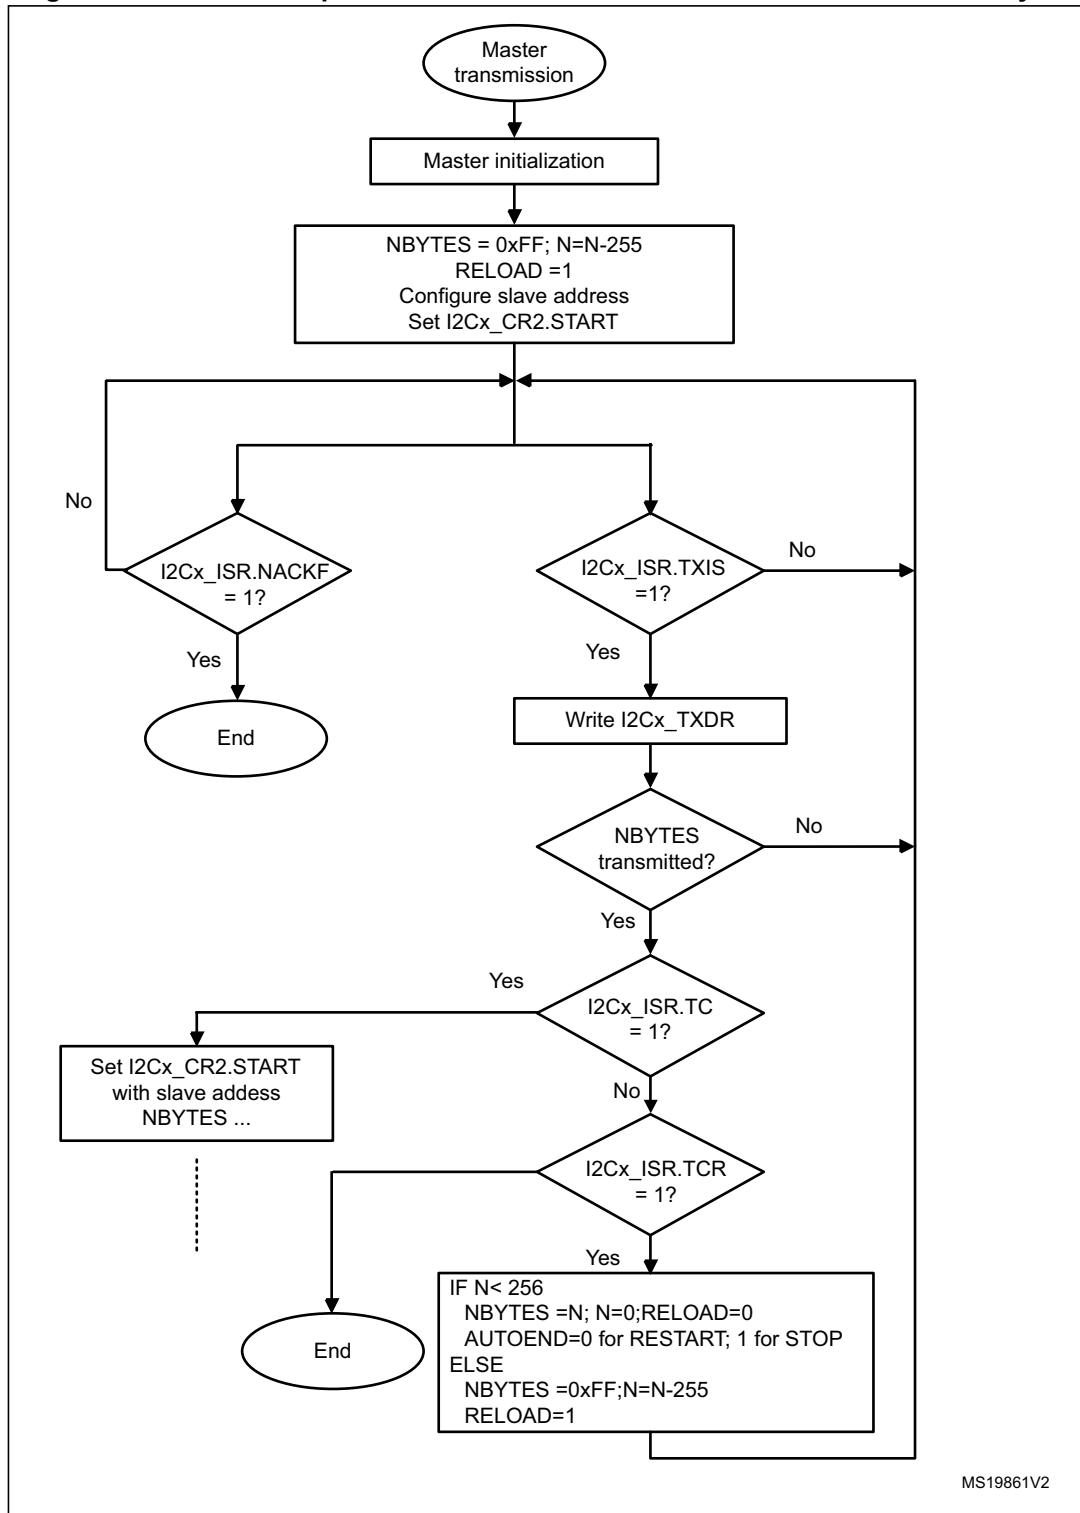 Master
transmission
Master initialization
NBYTES = 0xFF; N=N-255
RELOAD =1
Configure slave address
Set I2Cx_CR2.START
No
I2Cx_ISR.NACKF
= 1?
Yes
End
I2Cx_ISR.TXIS
=1?
No
Yes
Write I2Cx_TXDR
NBYTES
transmitted?
No
Yes
I2Cx_ISR.TC
= 1?
Yes
Set I2Cx_CR2.START
with slave addess
NBYTES ...
No
I2Cx_ISR.TCR
= 1?
Yes
End
IF N< 256
NBYTES =N; N=0;RELOAD=0
AUTOEND=0 for RESTART; 1 for STOP
ELSE
NBYTES =0xFF;N=N-255
RELOAD=1
MS19861V2